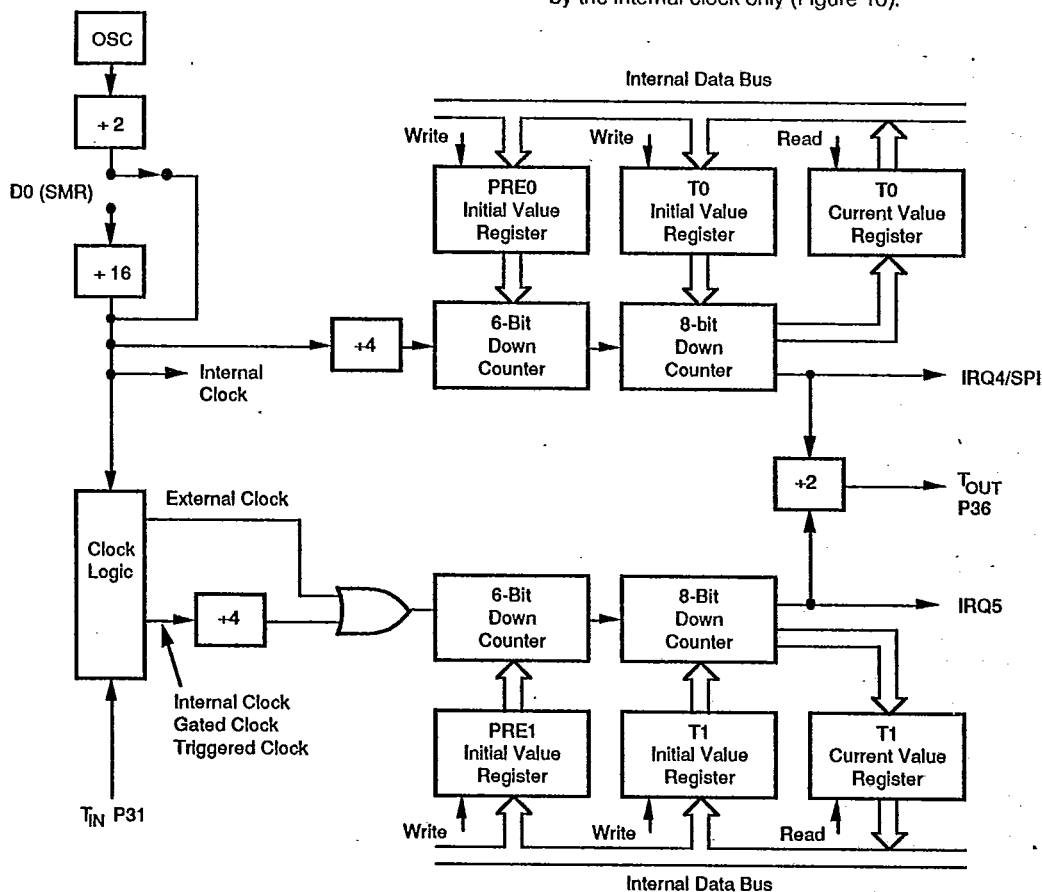 by the internal clock only (Figure 10).
OSC
÷ 2
D0 (SMR)
÷ 16
Internal Data Bus
Write
Write
Read
PRE0
Initial Value
Register
T0
Initial Value
Register
T0
Current Value
Register
÷4
6-Bit
Down
Counter
8-bit
Down
Counter
Internal
Clock
IRQ4/SPI
÷2
TOUT
P36
External Clock
Clock
Logic
÷4
6-Bit
Down
Counter
8-Bit
Down
Counter
IRQ5
Internal Clock
Gated Clock
Triggered Clock
PRE1
Initial Value
Register
T1
Initial Value
Register
T1
Current Value
Register
TIN P31
Write
Write
Read
Internal Data Bus